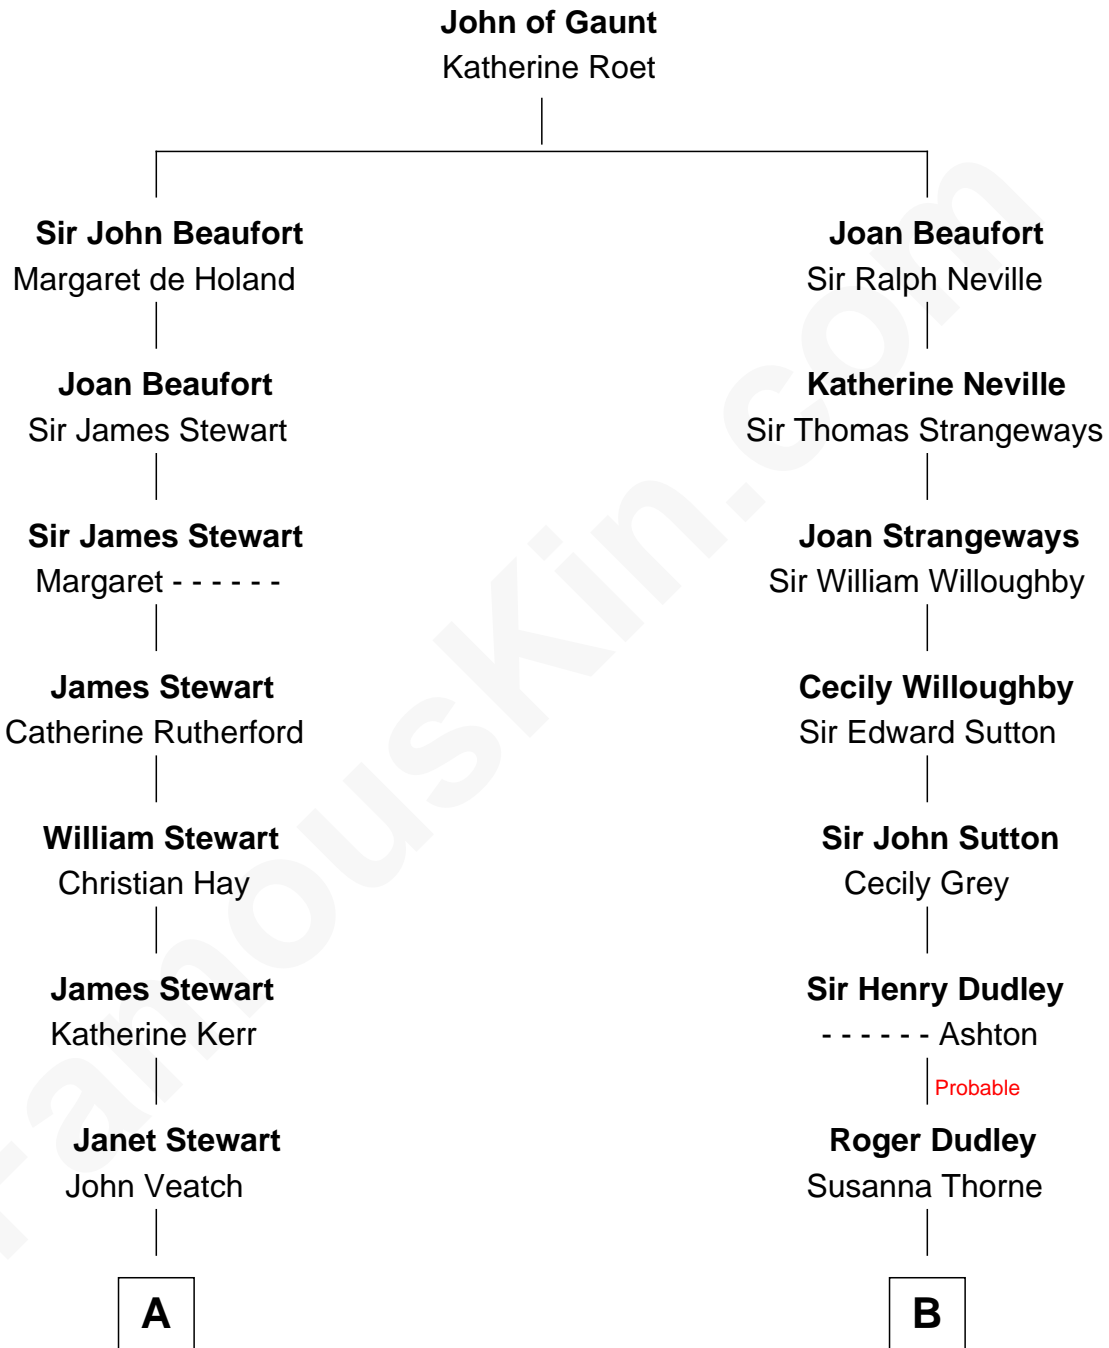 John of Gaunt
Katherine Roet
Sir John Beaufort
Margaret de Holand
Joan Beaufort
Sir James Stewart
Sir James Stewart
Margaret - - - - - -
James Stewart
Catherine Rutherford
William Stewart
Christian Hay
James Stewart
Katherine Kerr
Janet Stewart
John Veatch
A
Joan Beaufort
Sir Ralph Neville
Katherine Neville
Sir Thomas Strangeways
Joan Strangeways
Sir William Willoughby
Cecily Willoughby
Sir Edward Sutton
Sir John Sutton
Cecily Grey
Sir Henry Dudley
- - - - - - Ashton
Probable
Roger Dudley
Susanna Thorne
B
FamousKin.com